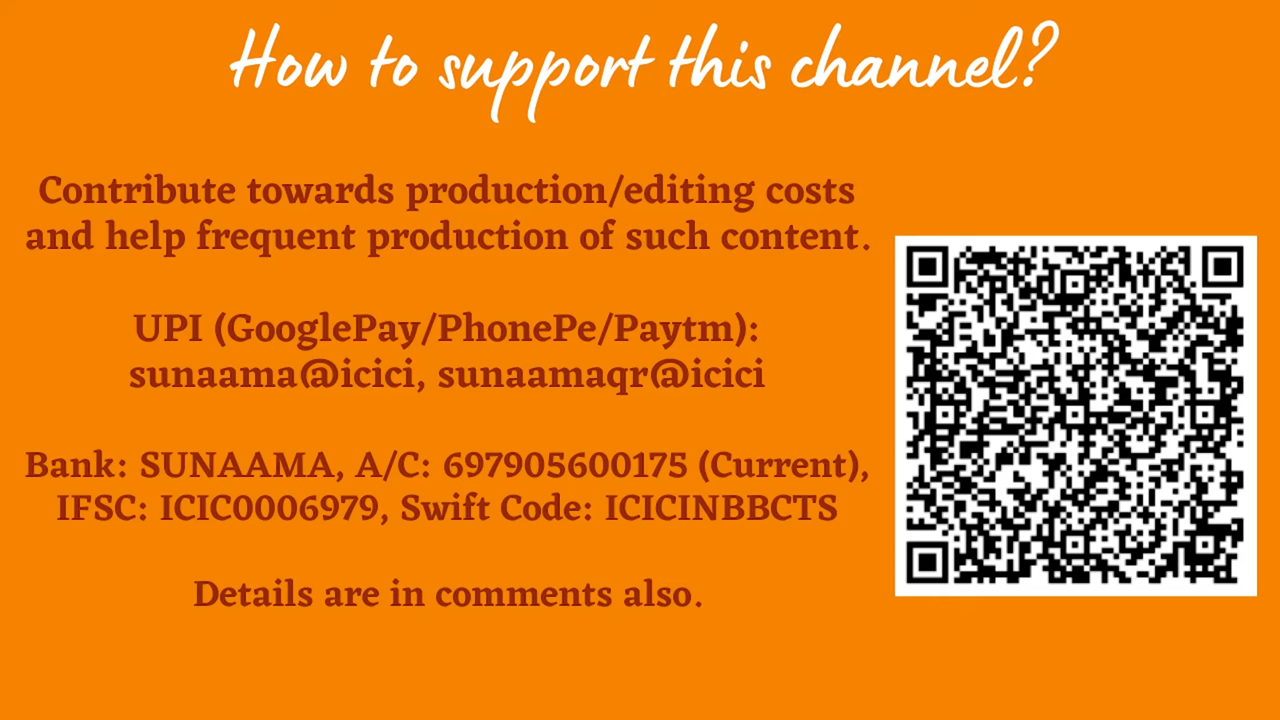 How to support this channel?
Contribute towards production/editing costs
and help frequent production of such content.
UPI (GooglePay/PhonePe/Paytm):
sunaama@icici, sunaamaqr@icici
Bank: SUNAAMA, A/C: 697905600175 (Current),
IFSC: ICIC0006979, Swift Code: ICICINBBCTS
Details are in comments also.